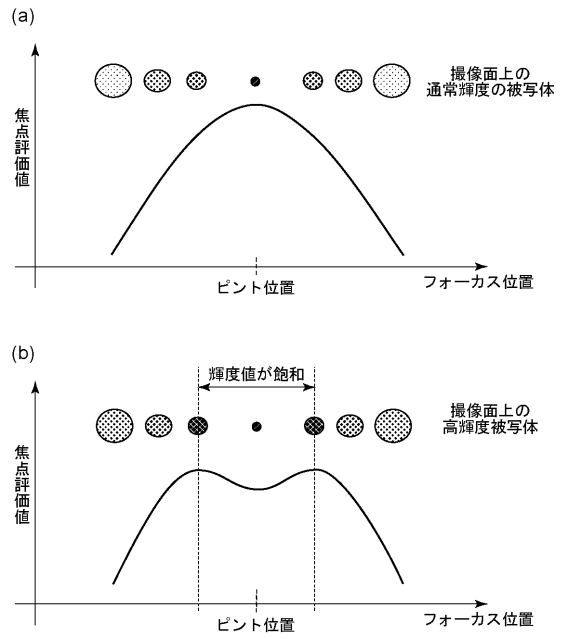 (a)
撮像面上の
通常輝度の被写体
焦点評価値
ピント位置
フォーカス位置
(b)
輝度値が飽和
撮像面上の
高輝度被写体
焦点評価値
ピント位置
フォーカス位置